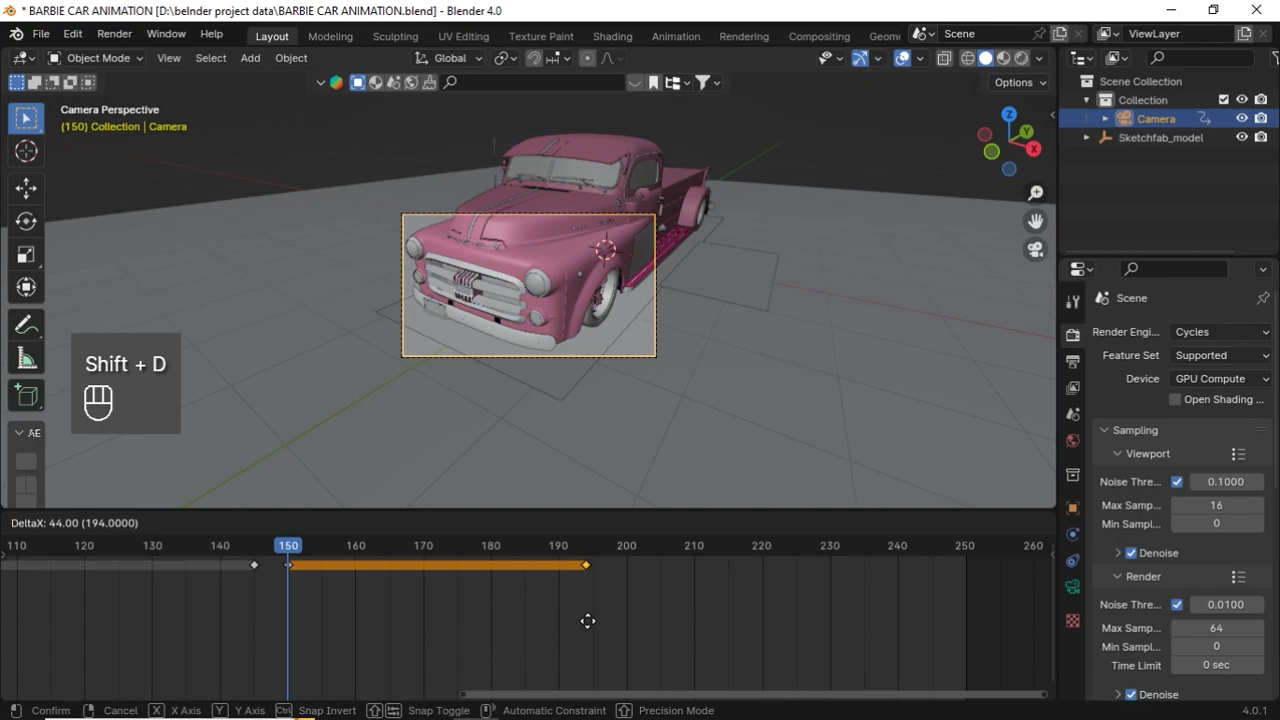 * BARBIE CAR ANIMATION [D:\belnder project data\BARBIE CAR ANIMATION.blend] - Blender 4.0
File Edit Render Window Help Layout Modeling Sculpting UV Editing Texture Paint Shading Animation Rendering Compositing Geom Scene ViewLayer
Object Mode View Select Add Object Global
Options
Camera Perspective
(150) Collection | Camera
Scene Collection
Collection
Camera
Sketchfab_model
Z
Y
X
Shift + D
AE
Scene
Render Engi... Cycles
Feature Set Supported
Device GPU Compute
Open Shading ...
Sampling
Viewport
Noise Thre... 0.1000
Max Samp... 16
Min Sampl... 0
Denoise
Render
Noise Thre... 0.0100
Max Samp... 64
Min Sampl... 0
Time Limit 0 sec
Denoise
DeltaX: 44.00 (194.0000)
110 120 130 140 150 160 170 180 190 200 210 220 230 240 250 260
Confirm Cancel X X Axis Y Y Axis Ctrl Snap Invert Snap Toggle Automatic Constraint Precision Mode 4.0.1